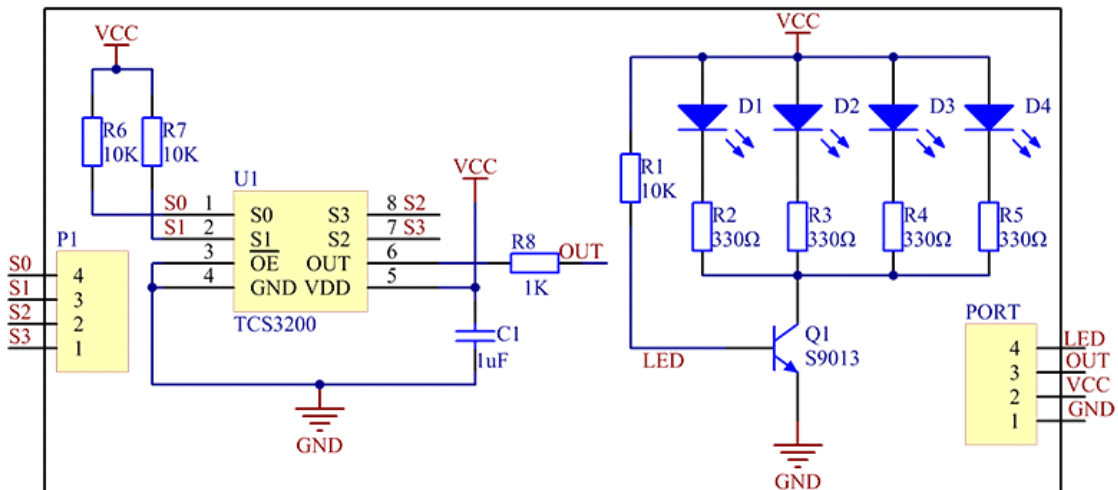 VCC
R6
10K
R7
10K
U1
S0 1 S0 S3 8 S2
S1 2 S1 S2 7 S3
3 OE OUT 6
4 GND VDD 5
TCS3200
VCC
R8
1K
OUT
C1
1uF
GND
P1
S0 4
S1 3
S2 2
S3 1
VCC
D1
D2
D3
D4
R1
10K
R2
330Ω
R3
330Ω
R4
330Ω
R5
330Ω
LED
Q1
S9013
GND
PORT
4 LED
3 OUT
2 VCC
1 GND